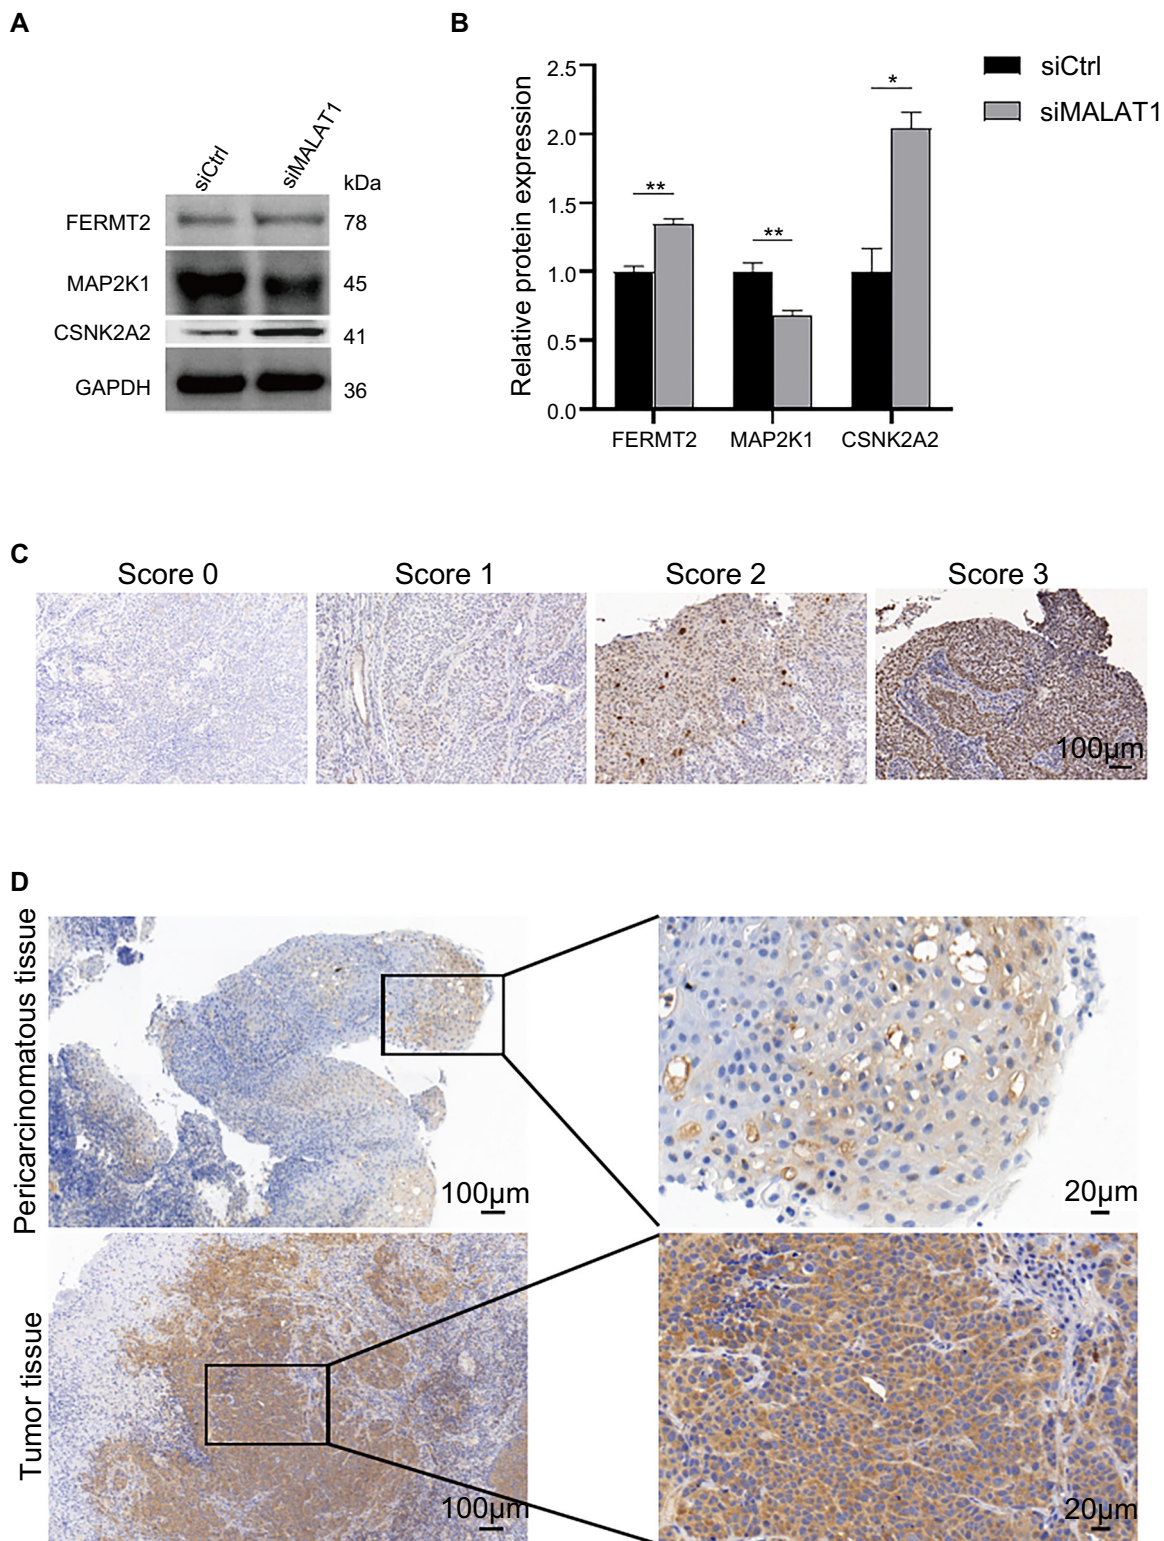 A
siCtrl
siMALAT1
kDa
FERMT2
78
MAP2K1
45
CSNK2A2
41
GAPDH
36
B
Relative protein expression
2.5
2.0
1.5
1.0
0.5
0.0
**
**
*
FERMT2
MAP2K1
CSNK2A2
siCtrl
siMALAT1
C
Score 0
Score 1
Score 2
Score 3
100μm
D
Pericarcinomatous tissue
100μm
20μm
Tumor tissue
100μm
20μm